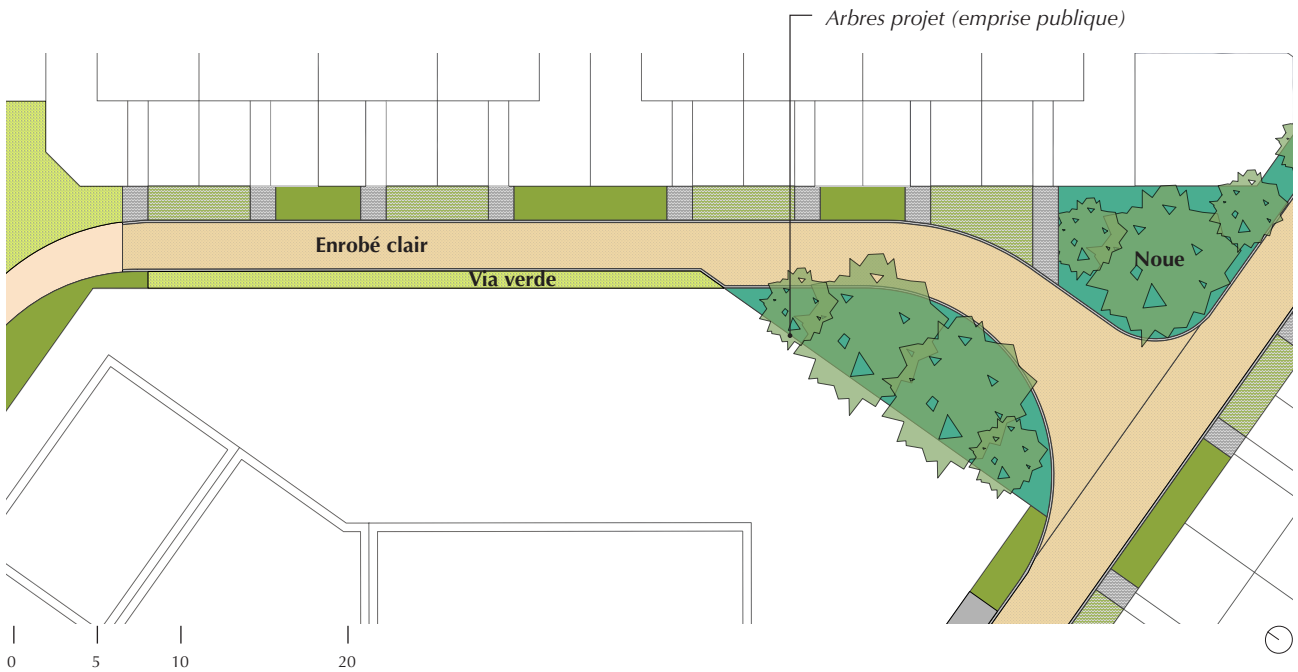 Arbres projet (emprise publique)
Enrobé clair
Via verde
Noue
0 5 10 20